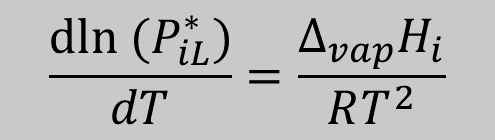 dln (P*iL) / dT = ΔvapHi / RT²